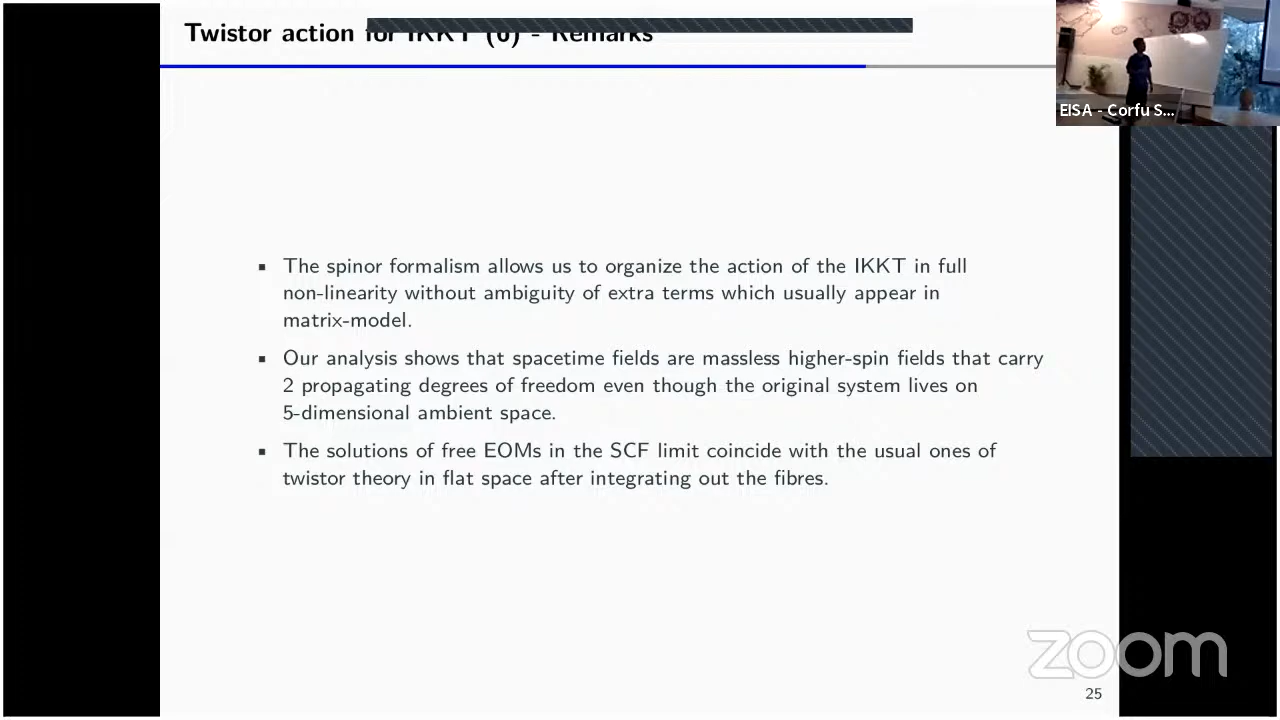 Twistor action for IKKT (6) - Remarks
EISA - Corfu S...
▪ The spinor formalism allows us to organize the action of the IKKT in full
non-linearity without ambiguity of extra terms which usually appear in
matrix-model.
▪ Our analysis shows that spacetime fields are massless higher-spin fields that carry
2 propagating degrees of freedom even though the original system lives on
5-dimensional ambient space.
▪ The solutions of free EOMs in the SCF limit coincide with the usual ones of
twistor theory in flat space after integrating out the fibres.
zoom
25